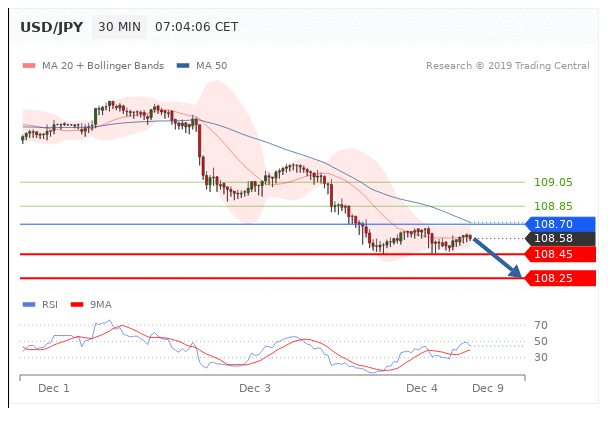 USD/JPY 30 MIN 07:04:06 CET
MA 20 + Bollinger Bands MA 50 Research © 2019 Trading Central
109.05
108.85
108.70
108.58
108.45
108.25
RSI 9MA
70
50
30
Dec 1 Dec 3 Dec 4 Dec 9